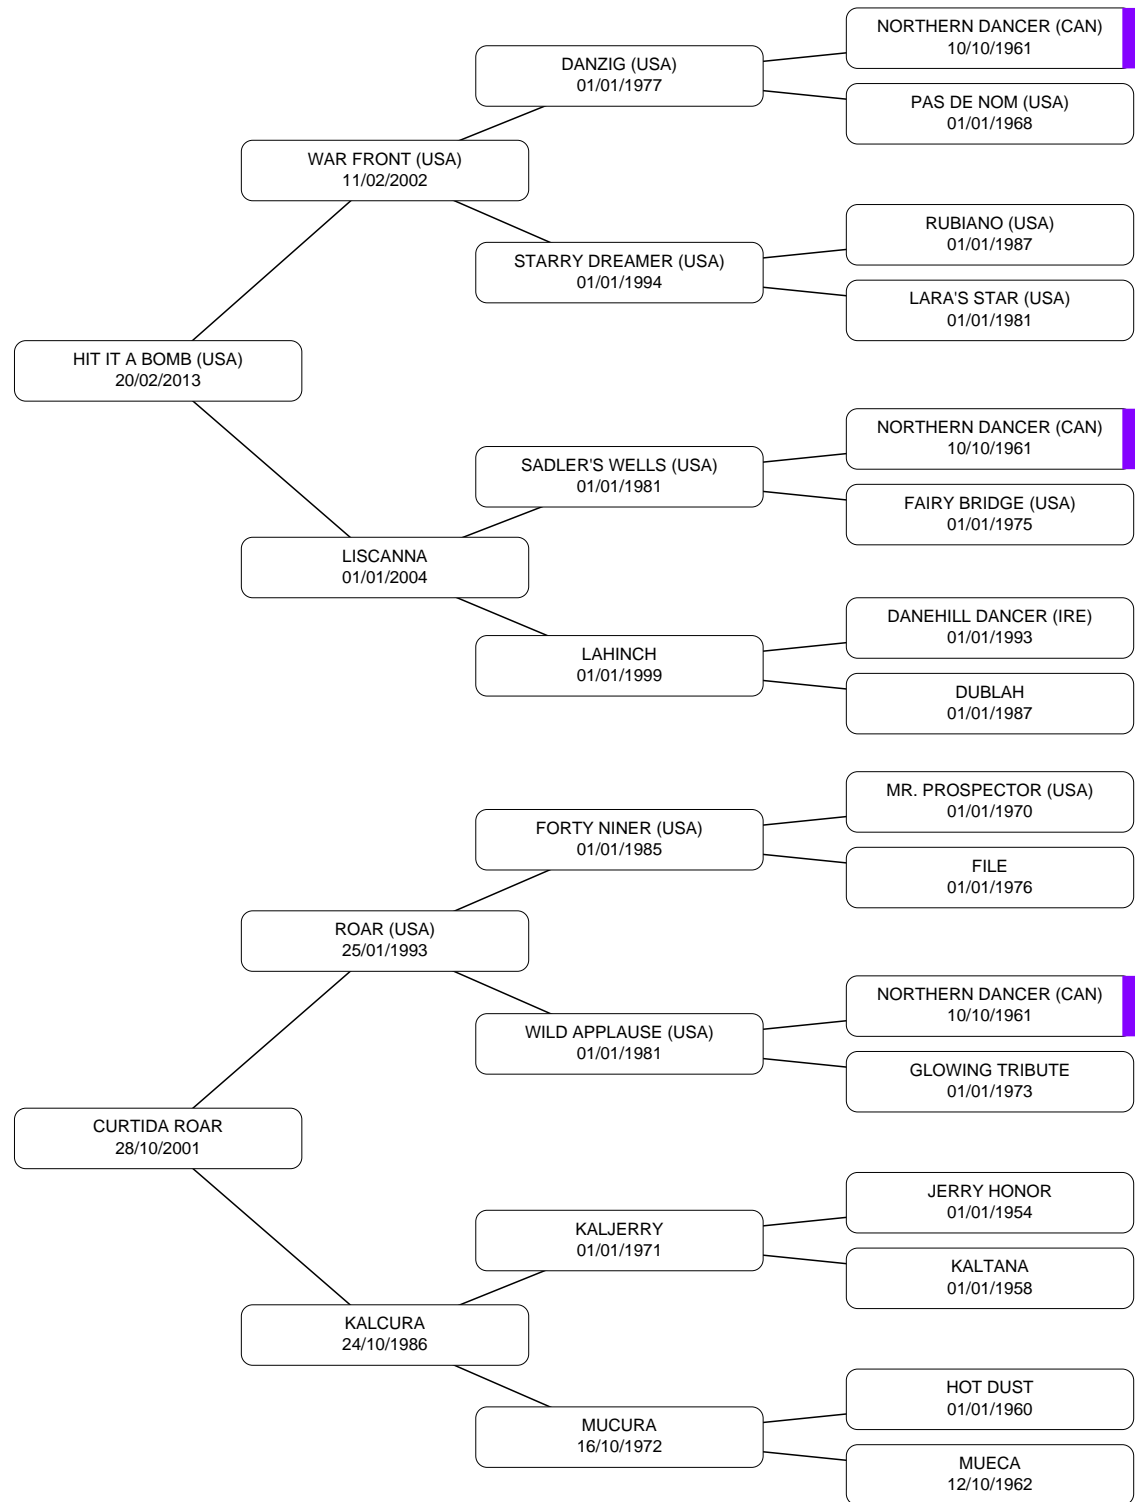 NORTHERN DANCER (CAN)
10/10/1961
DANZIG (USA)
01/01/1977
PAS DE NOM (USA)
01/01/1968
WAR FRONT (USA)
11/02/2002
RUBIANO (USA)
01/01/1987
STARRY DREAMER (USA)
01/01/1994
LARA'S STAR (USA)
01/01/1981
HIT IT A BOMB (USA)
20/02/2013
NORTHERN DANCER (CAN)
10/10/1961
SADLER'S WELLS (USA)
01/01/1981
FAIRY BRIDGE (USA)
01/01/1975
LISCANNA
01/01/2004
DANEHILL DANCER (IRE)
01/01/1993
LAHINCH
01/01/1999
DUBLAH
01/01/1987
MR. PROSPECTOR (USA)
01/01/1970
FORTY NINER (USA)
01/01/1985
FILE
01/01/1976
ROAR (USA)
25/01/1993
NORTHERN DANCER (CAN)
10/10/1961
WILD APPLAUSE (USA)
01/01/1981
GLOWING TRIBUTE
01/01/1973
CURTIDA ROAR
28/10/2001
JERRY HONOR
01/01/1954
KALJERRY
01/01/1971
KALTANA
01/01/1958
KALCURA
24/10/1986
HOT DUST
01/01/1960
MUCURA
16/10/1972
MUECA
12/10/1962